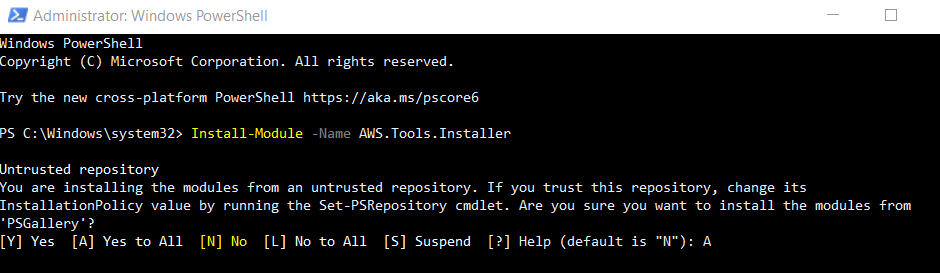 Administrator: Windows PowerShell
Windows PowerShell
Copyright (C) Microsoft Corporation. All rights reserved.
Try the new cross-platform PowerShell https://aka.ms/pscore6
PS C:\Windows\system32> Install-Module -Name AWS.Tools.Installer
Untrusted repository
You are installing the modules from an untrusted repository. If you trust this repository, change its
InstallationPolicy value by running the Set-PSRepository cmdlet. Are you sure you want to install the modules from
'PSGallery'?
[Y] Yes  [A] Yes to All  [N] No  [L] No to All  [S] Suspend  [?] Help (default is "N"): A